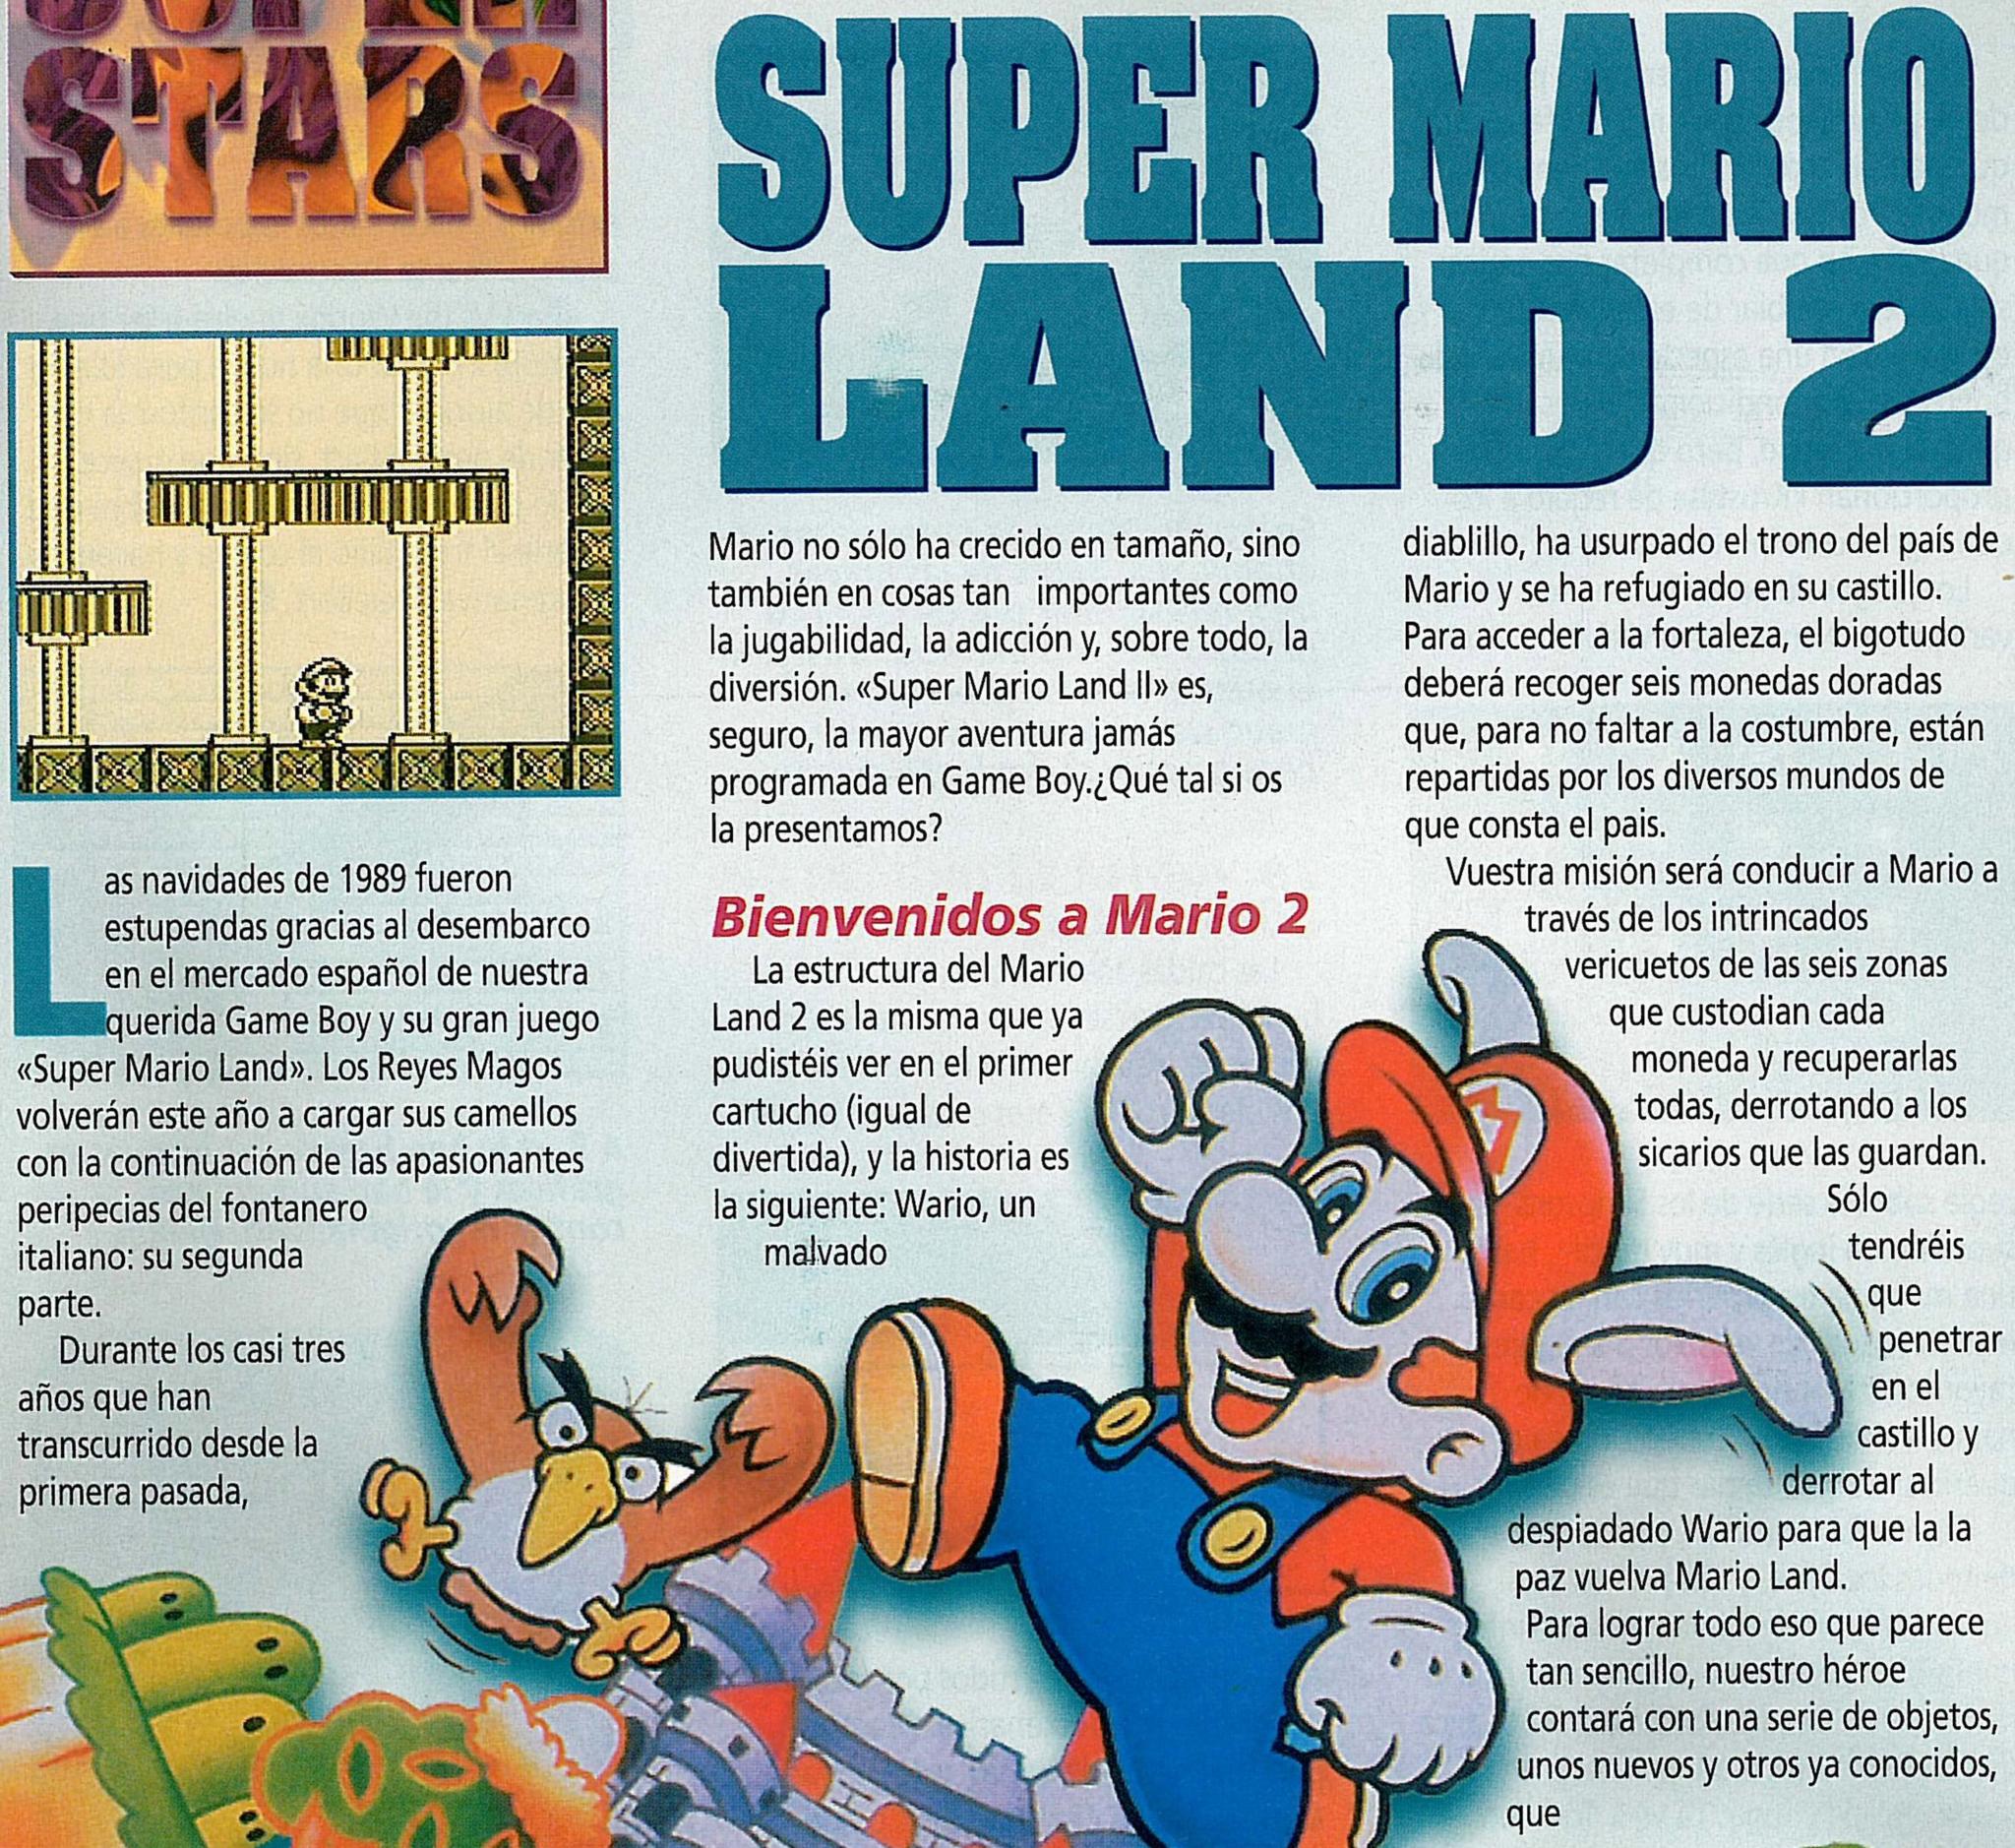 SUPER
STARS
SUPER MARIO
LAND 2
Las navidades de 1989 fueron
estupendas gracias al desembarco
en el mercado español de nuestra
querida Game Boy y su gran juego
«Super Mario Land». Los Reyes Magos
volverán este año a cargar sus camellos
con la continuación de las apasionantes
peripecias del fontanero
italiano: su segunda
parte.
Durante los casi tres
años que han
transcurrido desde la
primera pasada,
Mario no sólo ha crecido en tamaño, sino
también en cosas tan importantes como
la jugabilidad, la adicción y, sobre todo, la
diversión. «Super Mario Land II» es,
seguro, la mayor aventura jamás
programada en Game Boy.¿Qué tal si os
la presentamos?
Bienvenidos a Mario 2
La estructura del Mario
Land 2 es la misma que ya
pudistéis ver en el primer
cartucho (igual de
divertida), y la historia es
la siguiente: Wario, un
malvado
diablillo, ha usurpado el trono del país de
Mario y se ha refugiado en su castillo.
Para acceder a la fortaleza, el bigotudo
deberá recoger seis monedas doradas
que, para no faltar a la costumbre, están
repartidas por los diversos mundos de
que consta el pais.
Vuestra misión será conducir a Mario a
través de los intrincados
vericuetos de las seis zonas
que custodian cada
moneda y recuperarlas
todas, derrotando a los
sicarios que las guardan.
Sólo
tendréis
que
penetrar
en el
castillo y
derrotar al
despiadado Wario para que la la
paz vuelva Mario Land.
Para lograr todo eso que parece
tan sencillo, nuestro héroe
contará con una serie de objetos,
unos nuevos y otros ya conocidos,
que
M